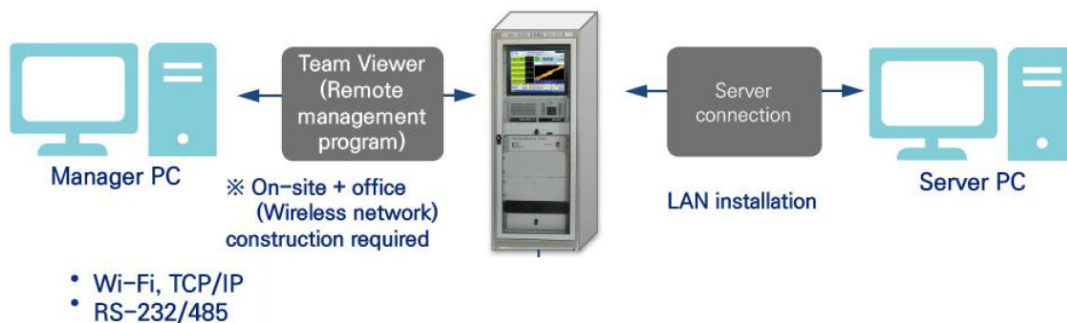 Team Viewer
(Remote
management
program)
Server
connection
Manager PC
※ On-site + office
(Wireless network)
construction required
LAN installation
Server PC
• Wi-Fi, TCP/IP
• RS-232/485